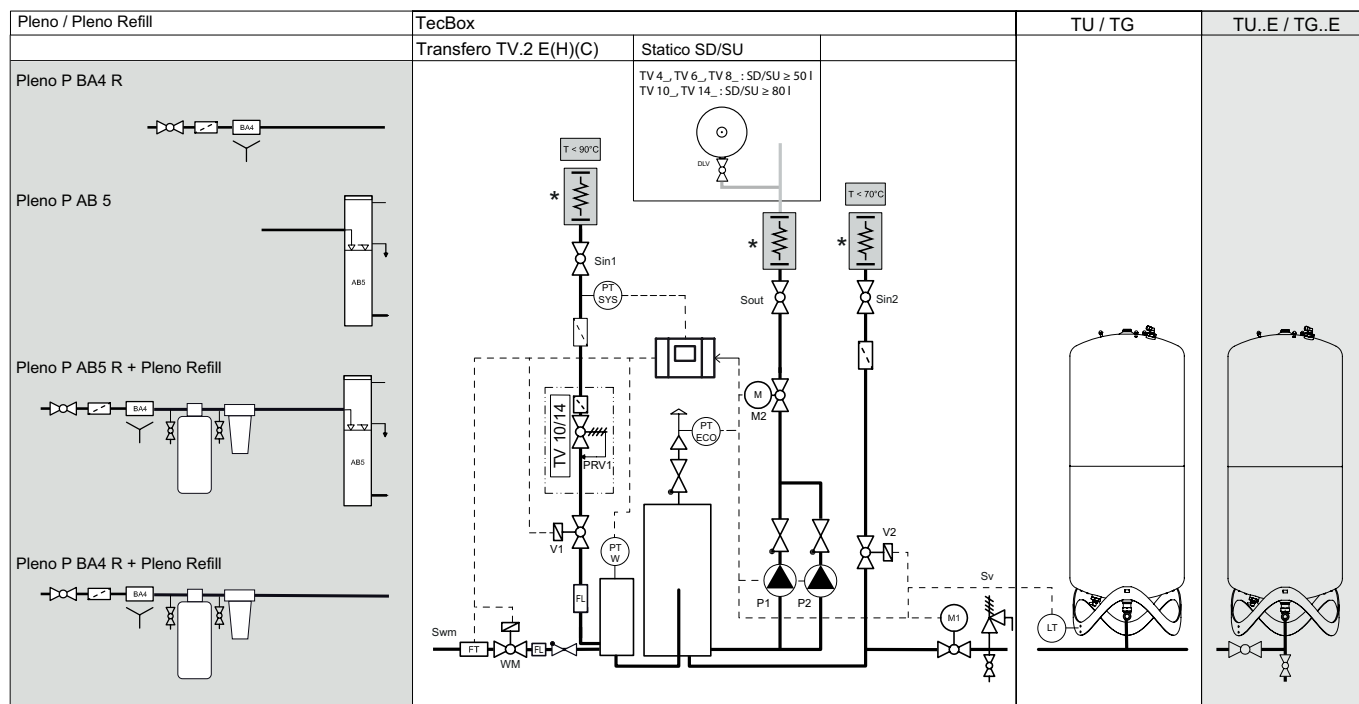 Pleno / Pleno Refill
TecBox
TU / TG
TU..E / TG..E
Transfero TV.2 E(H)(C)
Statico SD/SU
Pleno P BA4 R
BA4
Pleno P AB 5
AB5
Pleno P AB5 R + Pleno Refill
BA4
AB5
Pleno P BA4 R + Pleno Refill
BA4
TV 4_, TV 6_, TV 8_ : SD/SU ≥ 50 l
TV 10_, TV 14_ : SD/SU ≥ 80 l
DLV
T < 90°C
*
Sin1
PT
SYS
*
Sout
T < 70°C
*
Sin2
M
M2
PT
ECO
TV 10/14
PRV1
V1
PT
W
FL
V2
P1
P2
Sv
M1
LT
Swm
FT
WM
FL